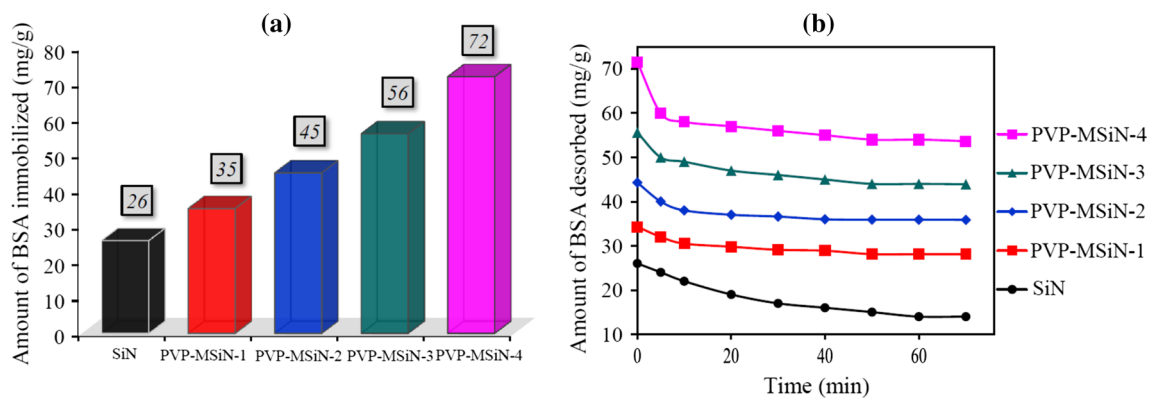 (a)
Amount of BSA immobilized (mg/g)
80
70
60
50
40
30
20
10
0
26
35
45
56
72
SiN
PVP-MSiN-1
PVP-MSiN-2
PVP-MSiN-3
PVP-MSiN-4
(b)
Amount of BSA desorbed (mg/g)
70
60
50
40
30
20
10
0
20
40
60
Time (min)
PVP-MSiN-4
PVP-MSiN-3
PVP-MSiN-2
PVP-MSiN-1
SiN